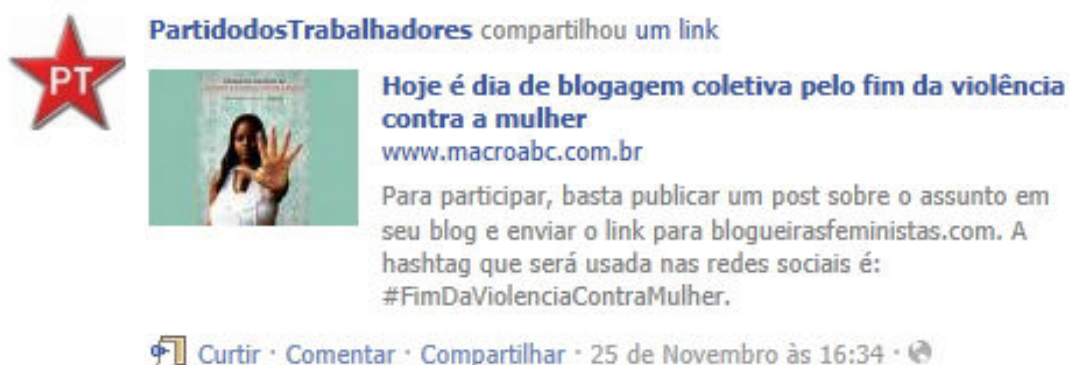 PartidodosTrabalhadores compartilhou um link
PT
Hoje é dia de blogagem coletiva pelo fim da violência
contra a mulher
www.macroabc.com.br
Para participar, basta publicar um post sobre o assunto em
seu blog e enviar o link para blogueirasfeministas.com. A
hashtag que será usada nas redes sociais é:
#FimDaViolenciaContraMulher.
Curtir · Comentar · Compartilhar · 25 de Novembro às 16:34 ·